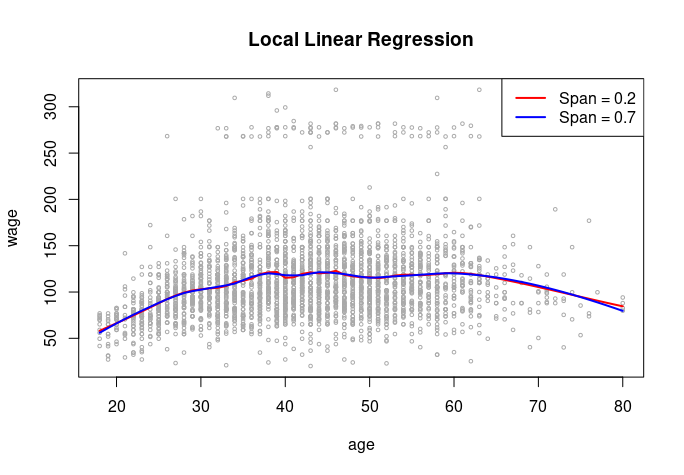 Local Linear Regression
Span = 0.2
Span = 0.7
wage
300
250
200
150
100
50
20 30 40 50 60 70 80
age